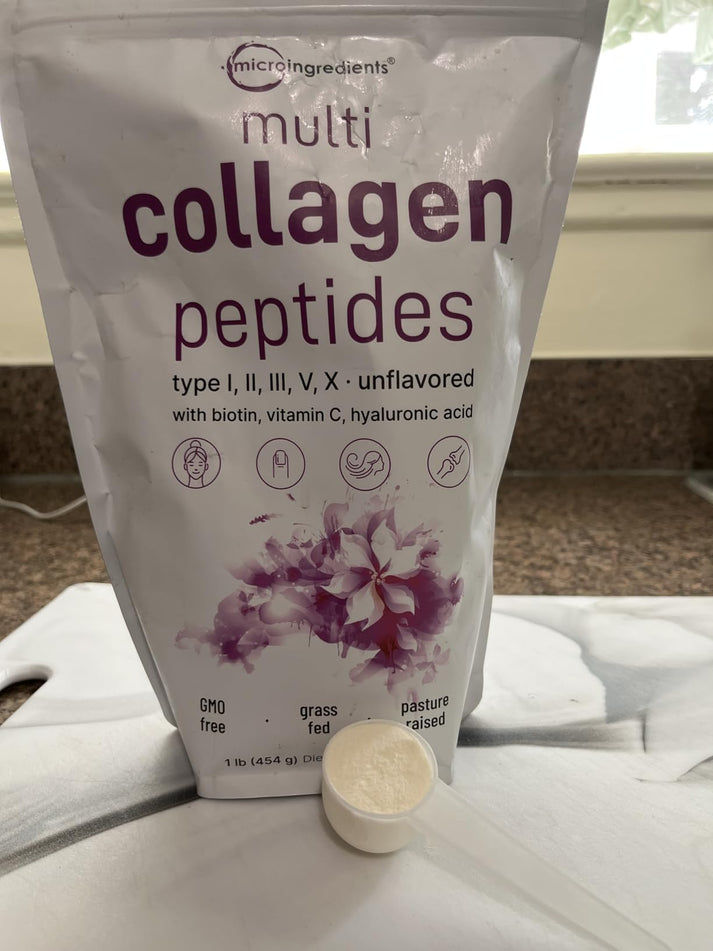 microingredients®
multi
collagen
peptides
type I, II, III, V, X · unflavored
with biotin, vitamin C, hyaluronic acid
GMO free · grass fed · pasture raised
1 lb (454 g)